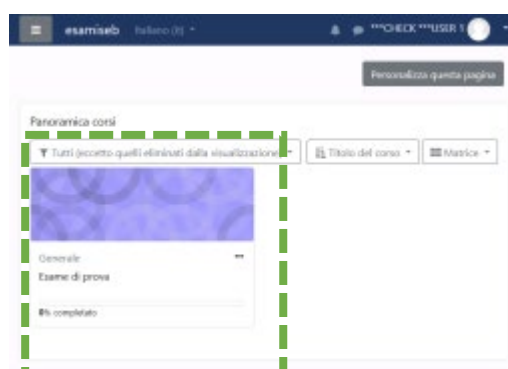 esamiseb Italiano (it) ***CHECK ***USER 1
Personalizza questa pagina
Panoramica corsi
Tutti (eccetto quelli eliminati dalla visualizzazione) Titolo del corso Matrice
Generale
Esame di prova
0% completato